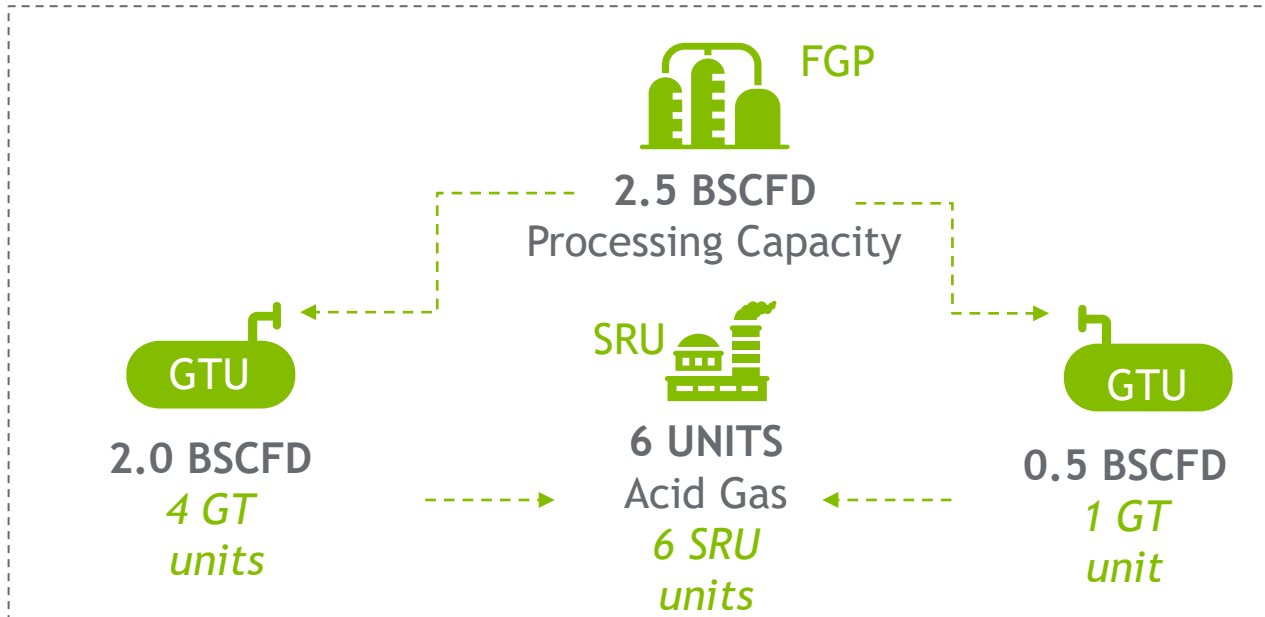 FGP
2.5 BSCFD
Processing Capacity
GTU
2.0 BSCFD
4 GT
units
SRU
6 UNITS
Acid Gas
6 SRU
units
GTU
0.5 BSCFD
1 GT
unit